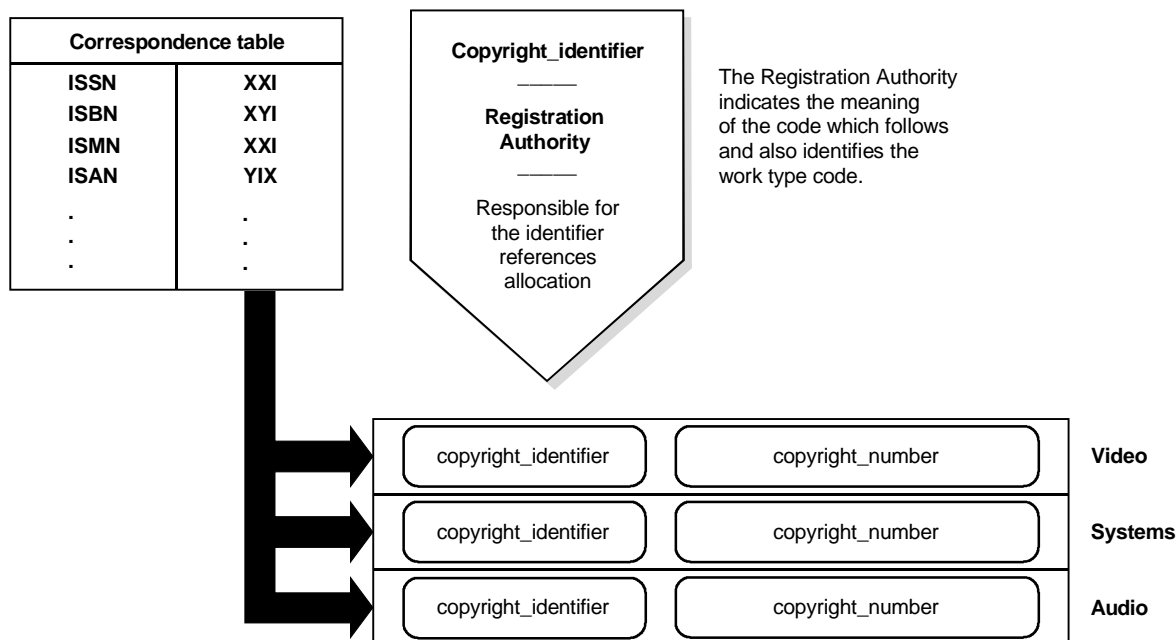 Correspondence table
ISSN XXI
ISBN XYI
ISMN XXI
ISAN YIX
. .
. .
. .
Copyright_identifier
_____
Registration
Authority
_____
Responsible for
the identifier
references
allocation
The Registration Authority
indicates the meaning
of the code which follows
and also identifies the
work type code.
copyright_identifier copyright_number Video
copyright_identifier copyright_number Systems
copyright_identifier copyright_number Audio